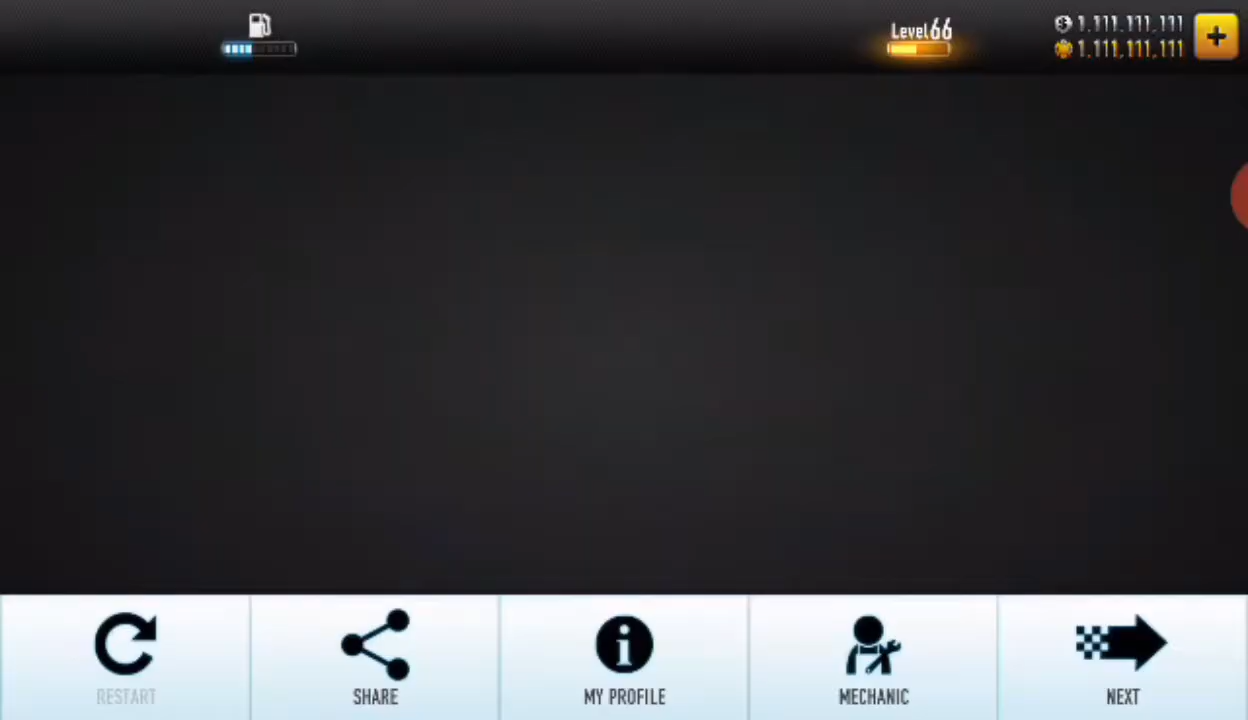 Level 66
1,111,111,111
1,111,111,111
RESTART
SHARE
MY PROFILE
MECHANIC
NEXT